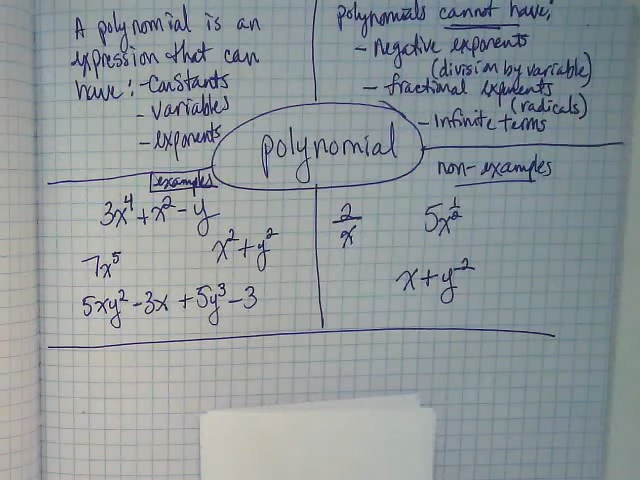 A polynomial is an
expression that can
have: - constants
- variables
- exponents
polynomials cannot have:
- negative exponents
(division by variable)
- fractional exponents
(radicals)
- infinite terms
polynomial
examples
3x⁴ + x² - y
x² + y²
7x⁵
5xy² - 3x + 5y³ - 3
non-examples
2/x
5x^½
x + y⁻²